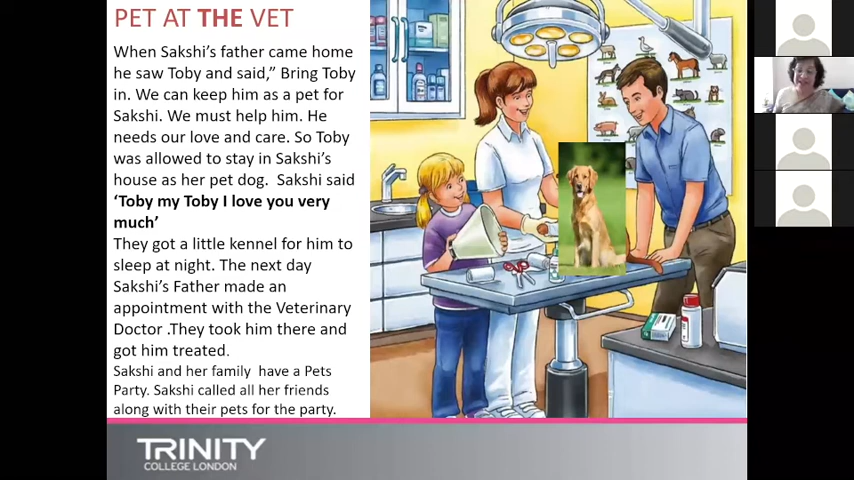 PET AT THE VET
When Sakshi's father came home
he saw Toby and said,” Bring Toby
in. We can keep him as a pet for
Sakshi. We must help him. He
needs our love and care. So Toby
was allowed to stay in Sakshi's
house as her pet dog.  Sakshi said
‘Toby my Toby I love you very
much’
They got a little kennel for him to
sleep at night. The next day
Sakshi's Father made an
appointment with the Veterinary
Doctor .They took him there and
got him treated.
Sakshi and her family  have a Pets
Party. Sakshi called all her friends
along with their pets for the party.
TRINITY
COLLEGE LONDON